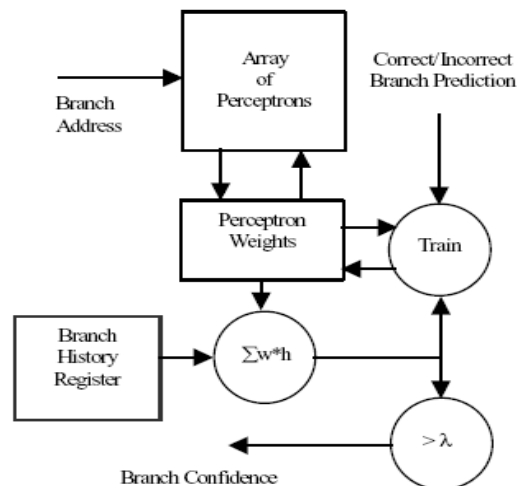 Array
of
Perceptrons
Correct/Incorrect
Branch Prediction
Branch
Address
Perceptron
Weights
Train
Branch
History
Register
∑w*h
> λ
Branch Confidence